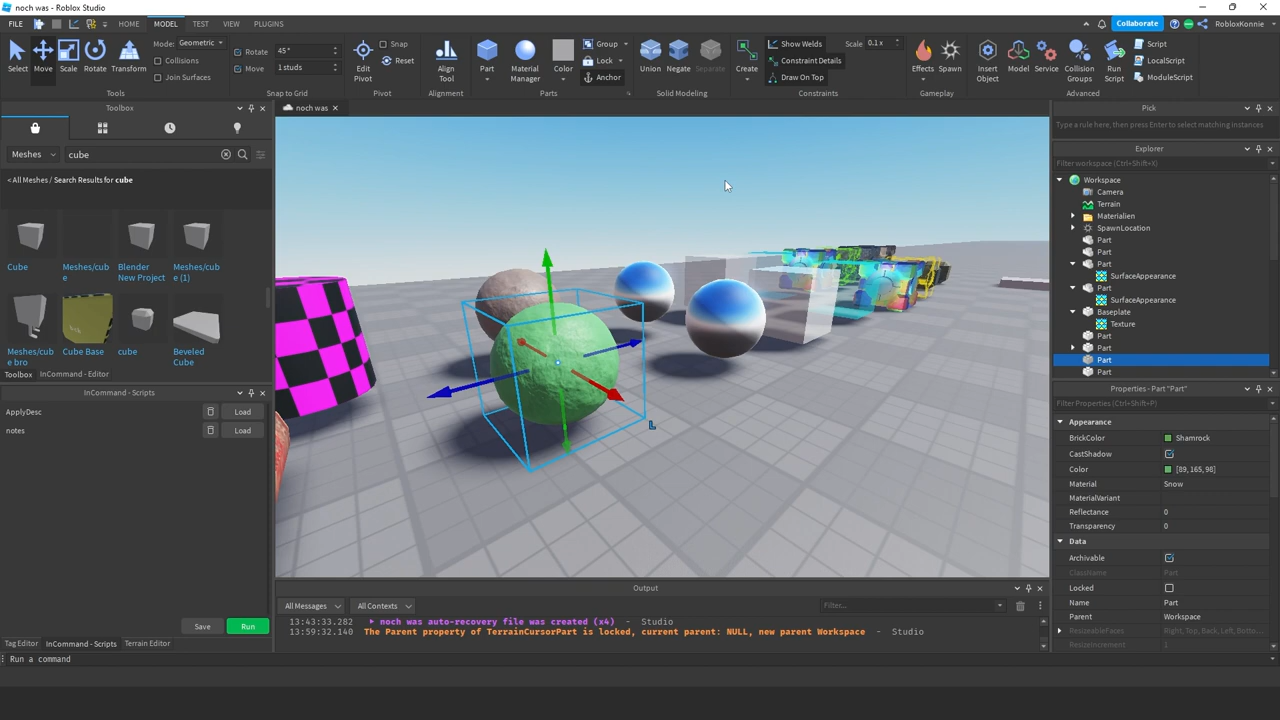 noch was - Roblox Studio
FILE HOME MODEL TEST VIEW PLUGINS Collaborate RobloxKonnie
Select Move Scale Rotate Transform
Mode: Geometric
Collisions
Join Surfaces
Tools
Rotate 45°
Move 1 studs
Snap to Grid
Edit Pivot
Snap
Reset
Pivot
Align Tool
Alignment
Part Material Manager Color
Group
Lock
Anchor
Parts
Union Negate Separate
Solid Modeling
Create
Show Welds
Constraint Details
Draw On Top
Scale 0.1 x
Constraints
Effects Spawn
Gameplay
Insert Object Model Service Collision Groups Run Script
Script
LocalScript
ModuleScript
Advanced
Toolbox
Meshes cube
< All Meshes / Search Results for cube
Cube Meshes/cub e Blender New Project Meshes/cube (1)
Meshes/cub e bro Cube Base cube Beveled Cube
Toolbox InCommand - Editor
InCommand - Scripts
ApplyDesc Load
notes Load
Save Run
Tag Editor InCommand - Scripts Terrain Editor
Run a command
noch was
L
Output
All Messages All Contexts Filter...
13:43:33.282 noch was auto-recovery file was created (x4) - Studio
13:59:32.140 The Parent property of TerrainCursorPart is locked, current parent: NULL, new parent Workspace - Studio
Pick
Type a rule here, then press Enter to select matching instances
Explorer
Filter workspace (Ctrl+Shift+X)
Workspace
Camera
Terrain
Materialien
SpawnLocation
Part
Part
Part
SurfaceAppearance
Part
SurfaceAppearance
Baseplate
Texture
Part
Part
Part
Part
Properties - Part "Part"
Filter Properties (Ctrl+Shift+P)
Appearance
BrickColor Shamrock
CastShadow
Color [89, 165, 98]
Material Snow
MaterialVariant
Reflectance 0
Transparency 0
Data
Archivable
ClassName Part
Locked
Name Part
Parent Workspace
ResizeableFaces Right, Top, Back, Left, Botto...
ResizeIncrement 1